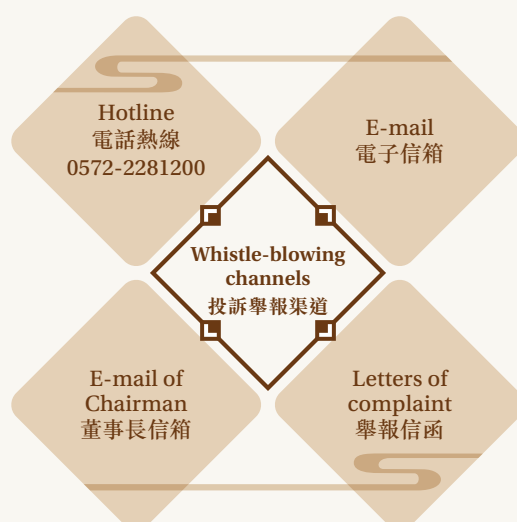 Hotline
電話熱線
0572-2281200
E-mail
電子信箱
Whistle-blowing
channels
投訴舉報渠道
E-mail of
Chairman
董事長信箱
Letters of
complaint
舉報信函